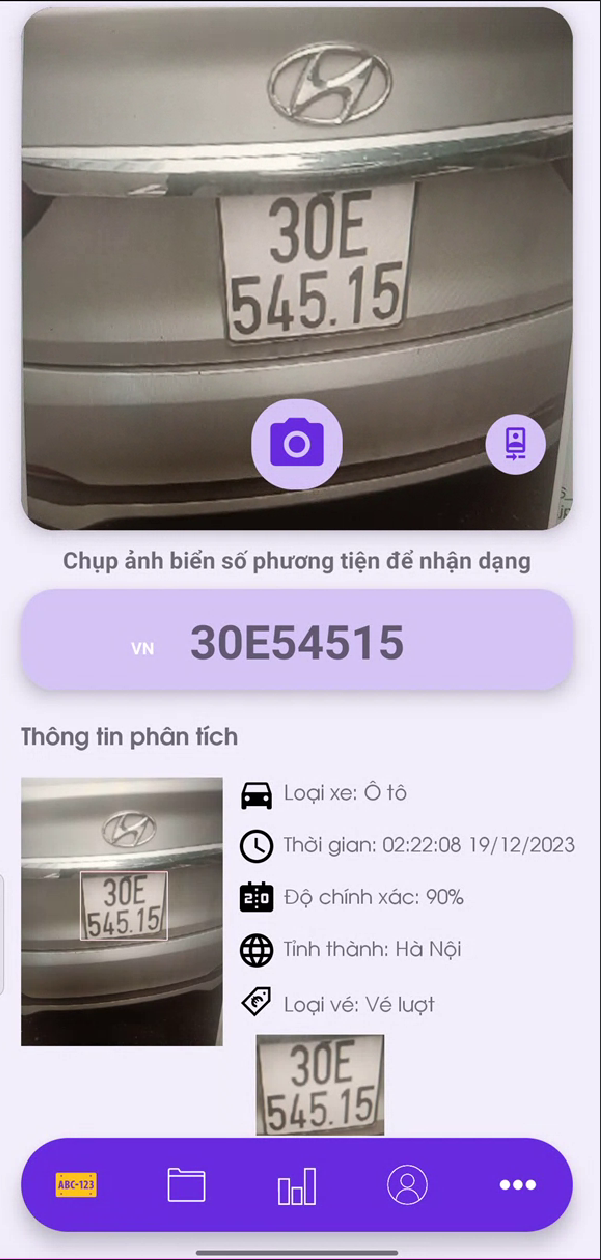 30E
545.15
Chụp ảnh biển số phương tiện để nhận dạng
VN 30E54515
Thông tin phân tích
Loại xe: Ô tô
Thời gian: 02:22:08 19/12/2023
Độ chính xác: 90%
Tỉnh thành: Hà Nội
Loại vé: Vé lượt
30E
545.15
30E
545.15
ABC-123